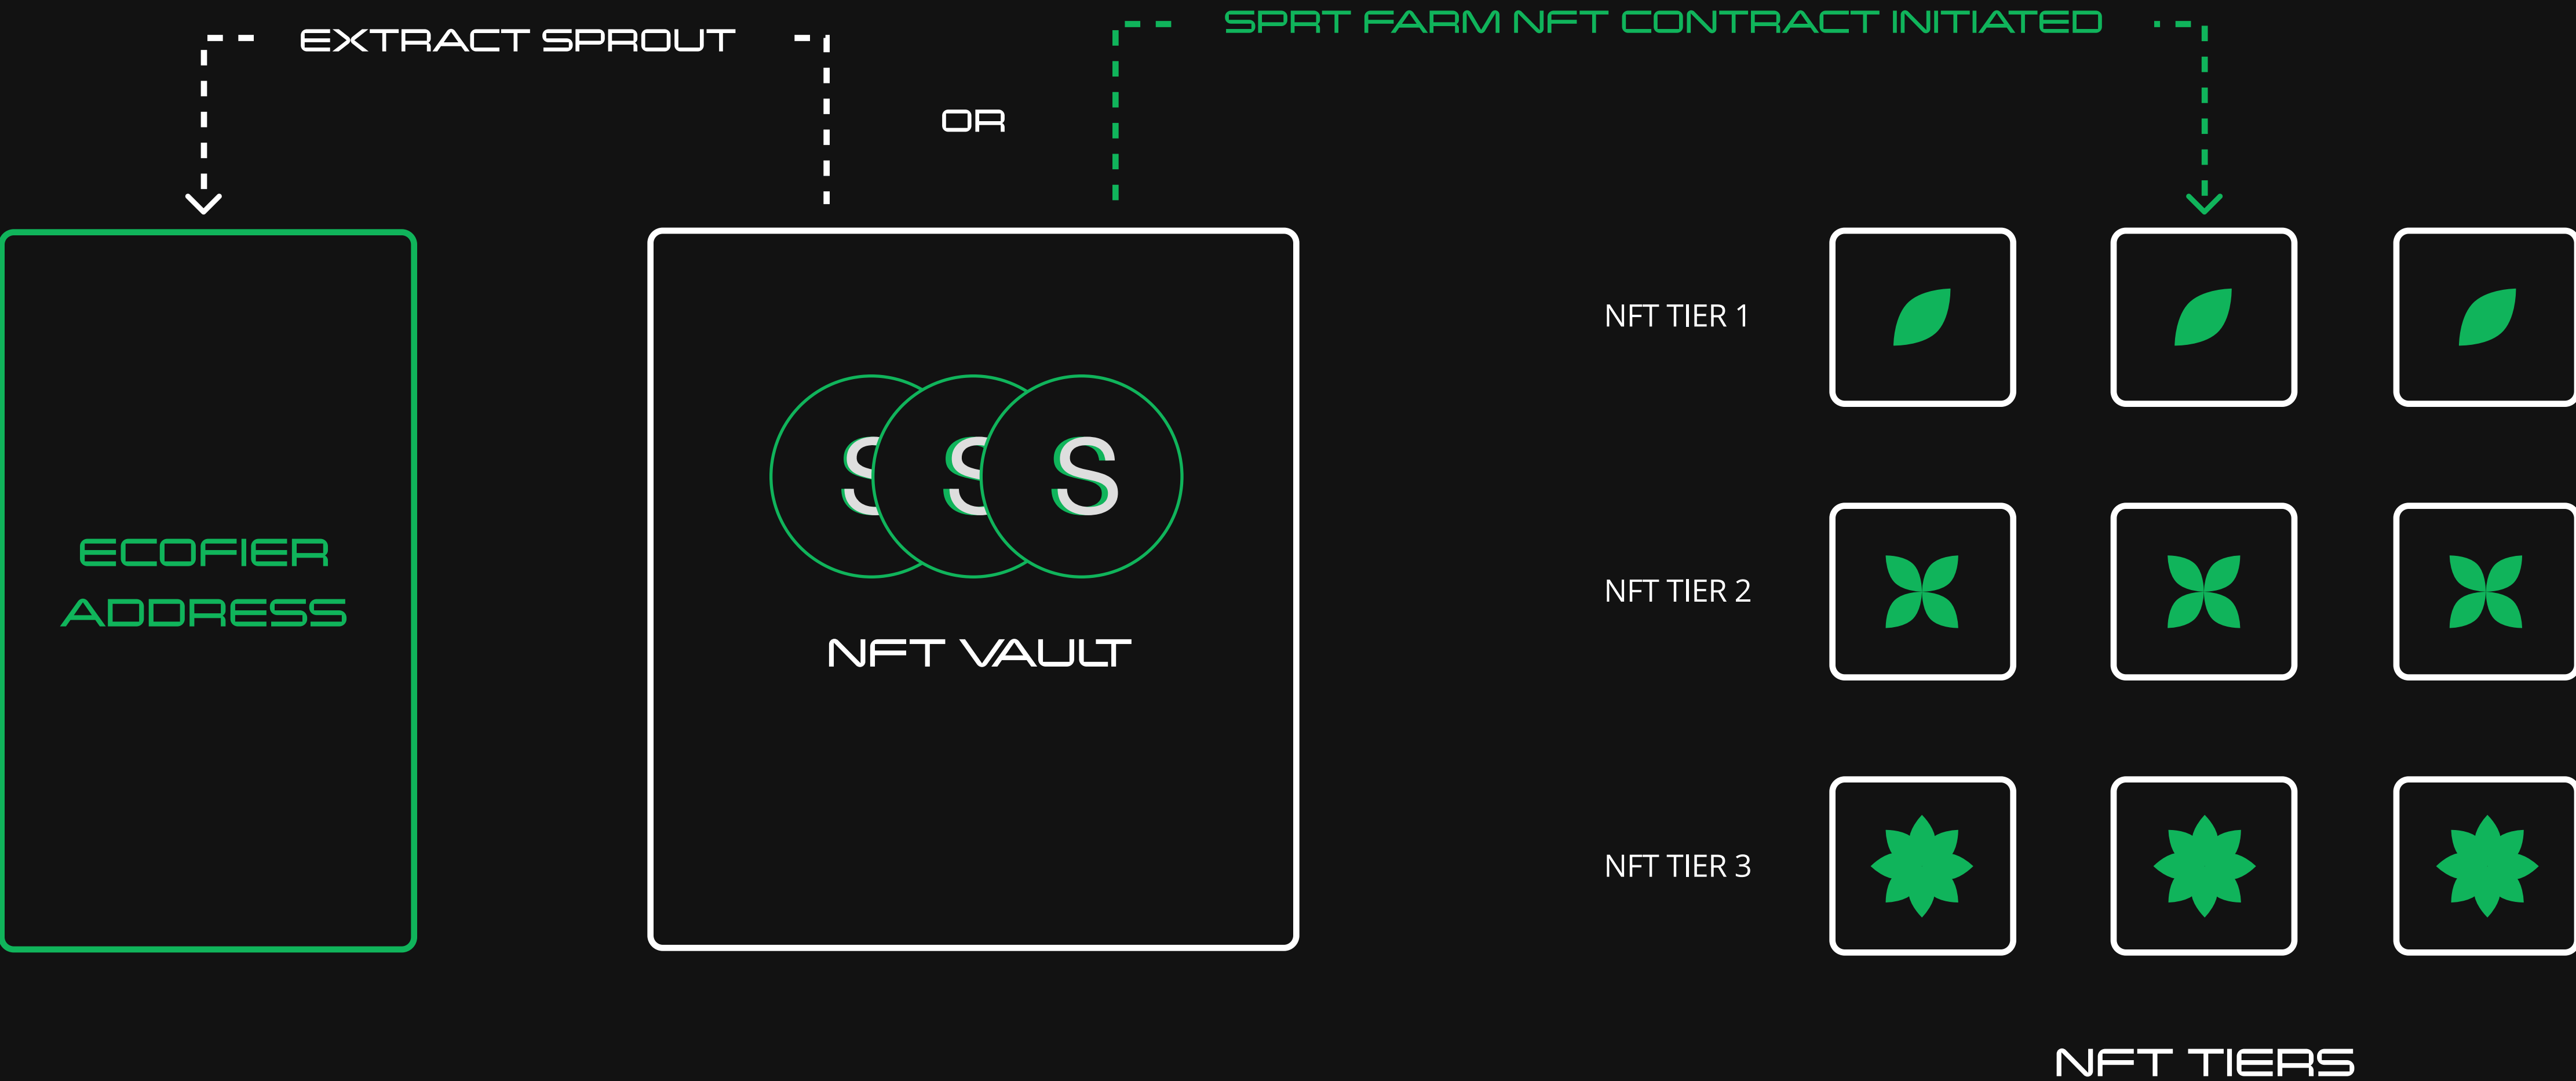 EXTRACT SPROUT
OR
SPRT FARM NFT CONTRACT INITIATED
ECOFIER
ADDRESS
S S S
NFT VAULT
NFT TIER 1
NFT TIER 2
NFT TIER 3
NFT TIERS